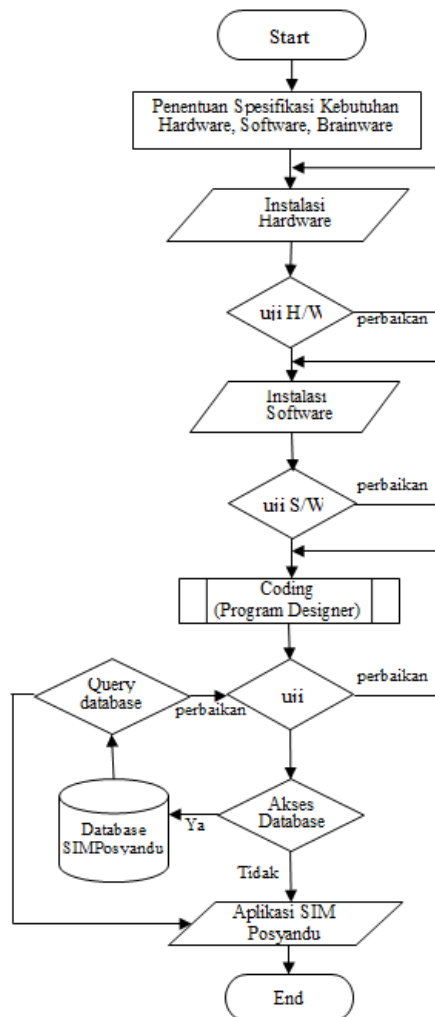 Start
Penentuan Spesifikasi Kebutuhan
Hardware, Software, Brainware
Instalasi
Hardware
uji H/W
perbaikan
Instalasi
Software
uji S/W
perbaikan
Coding
(Program Designer)
Query
database
perbaikan
uji
perbaikan
Akses
Database
Ya
Database
SIMPosyandu
Tidak
Aplikasi SIM
Posyandu
End